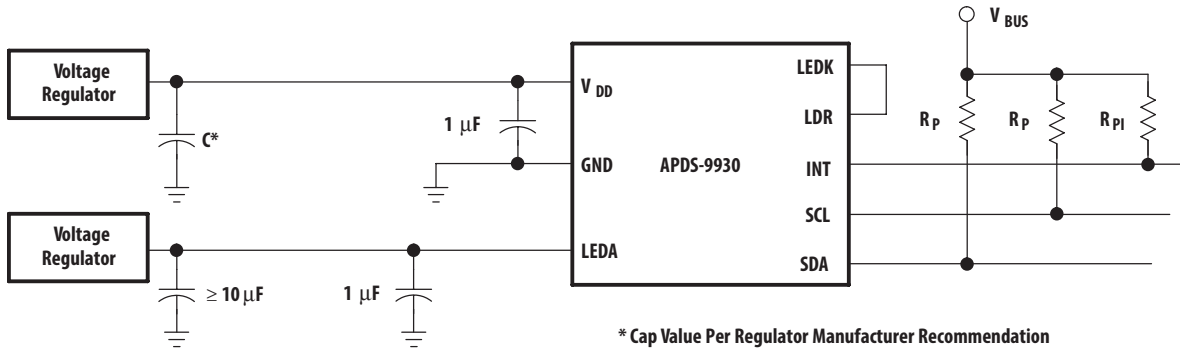 V BUS
Voltage
Regulator
C*
1 μF
V DD
GND
APDS-9930
LEDK
LDR
INT
SCL
SDA
R P
R P
R PI
Voltage
Regulator
≥ 10 μF
1 μF
LEDA
* Cap Value Per Regulator Manufacturer Recommendation